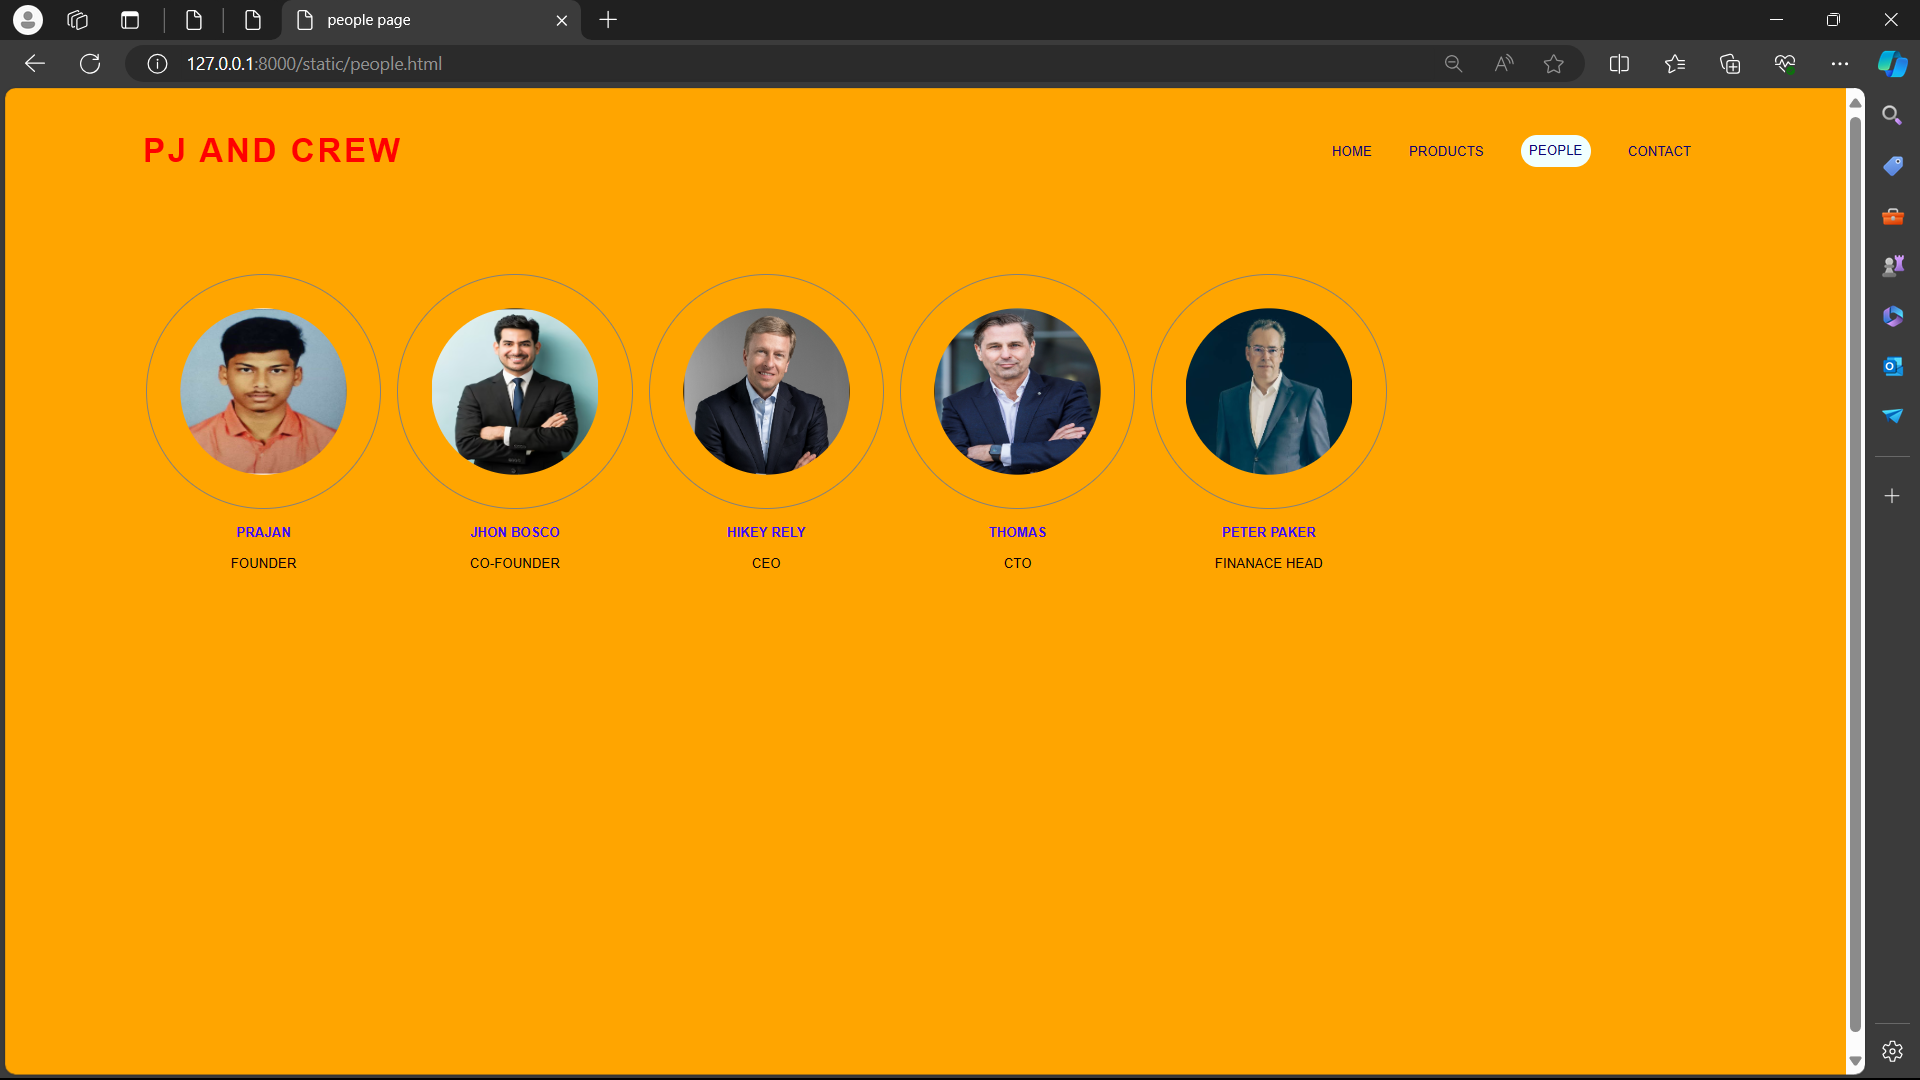 people page
127.0.0.1:8000/static/people.html
PJ AND CREW
HOME PRODUCTS PEOPLE CONTACT
PRAJAN JHON BOSCO HIKEY RELY THOMAS PETER PAKER
FOUNDER CO-FOUNDER CEO CTO FINANACE HEAD